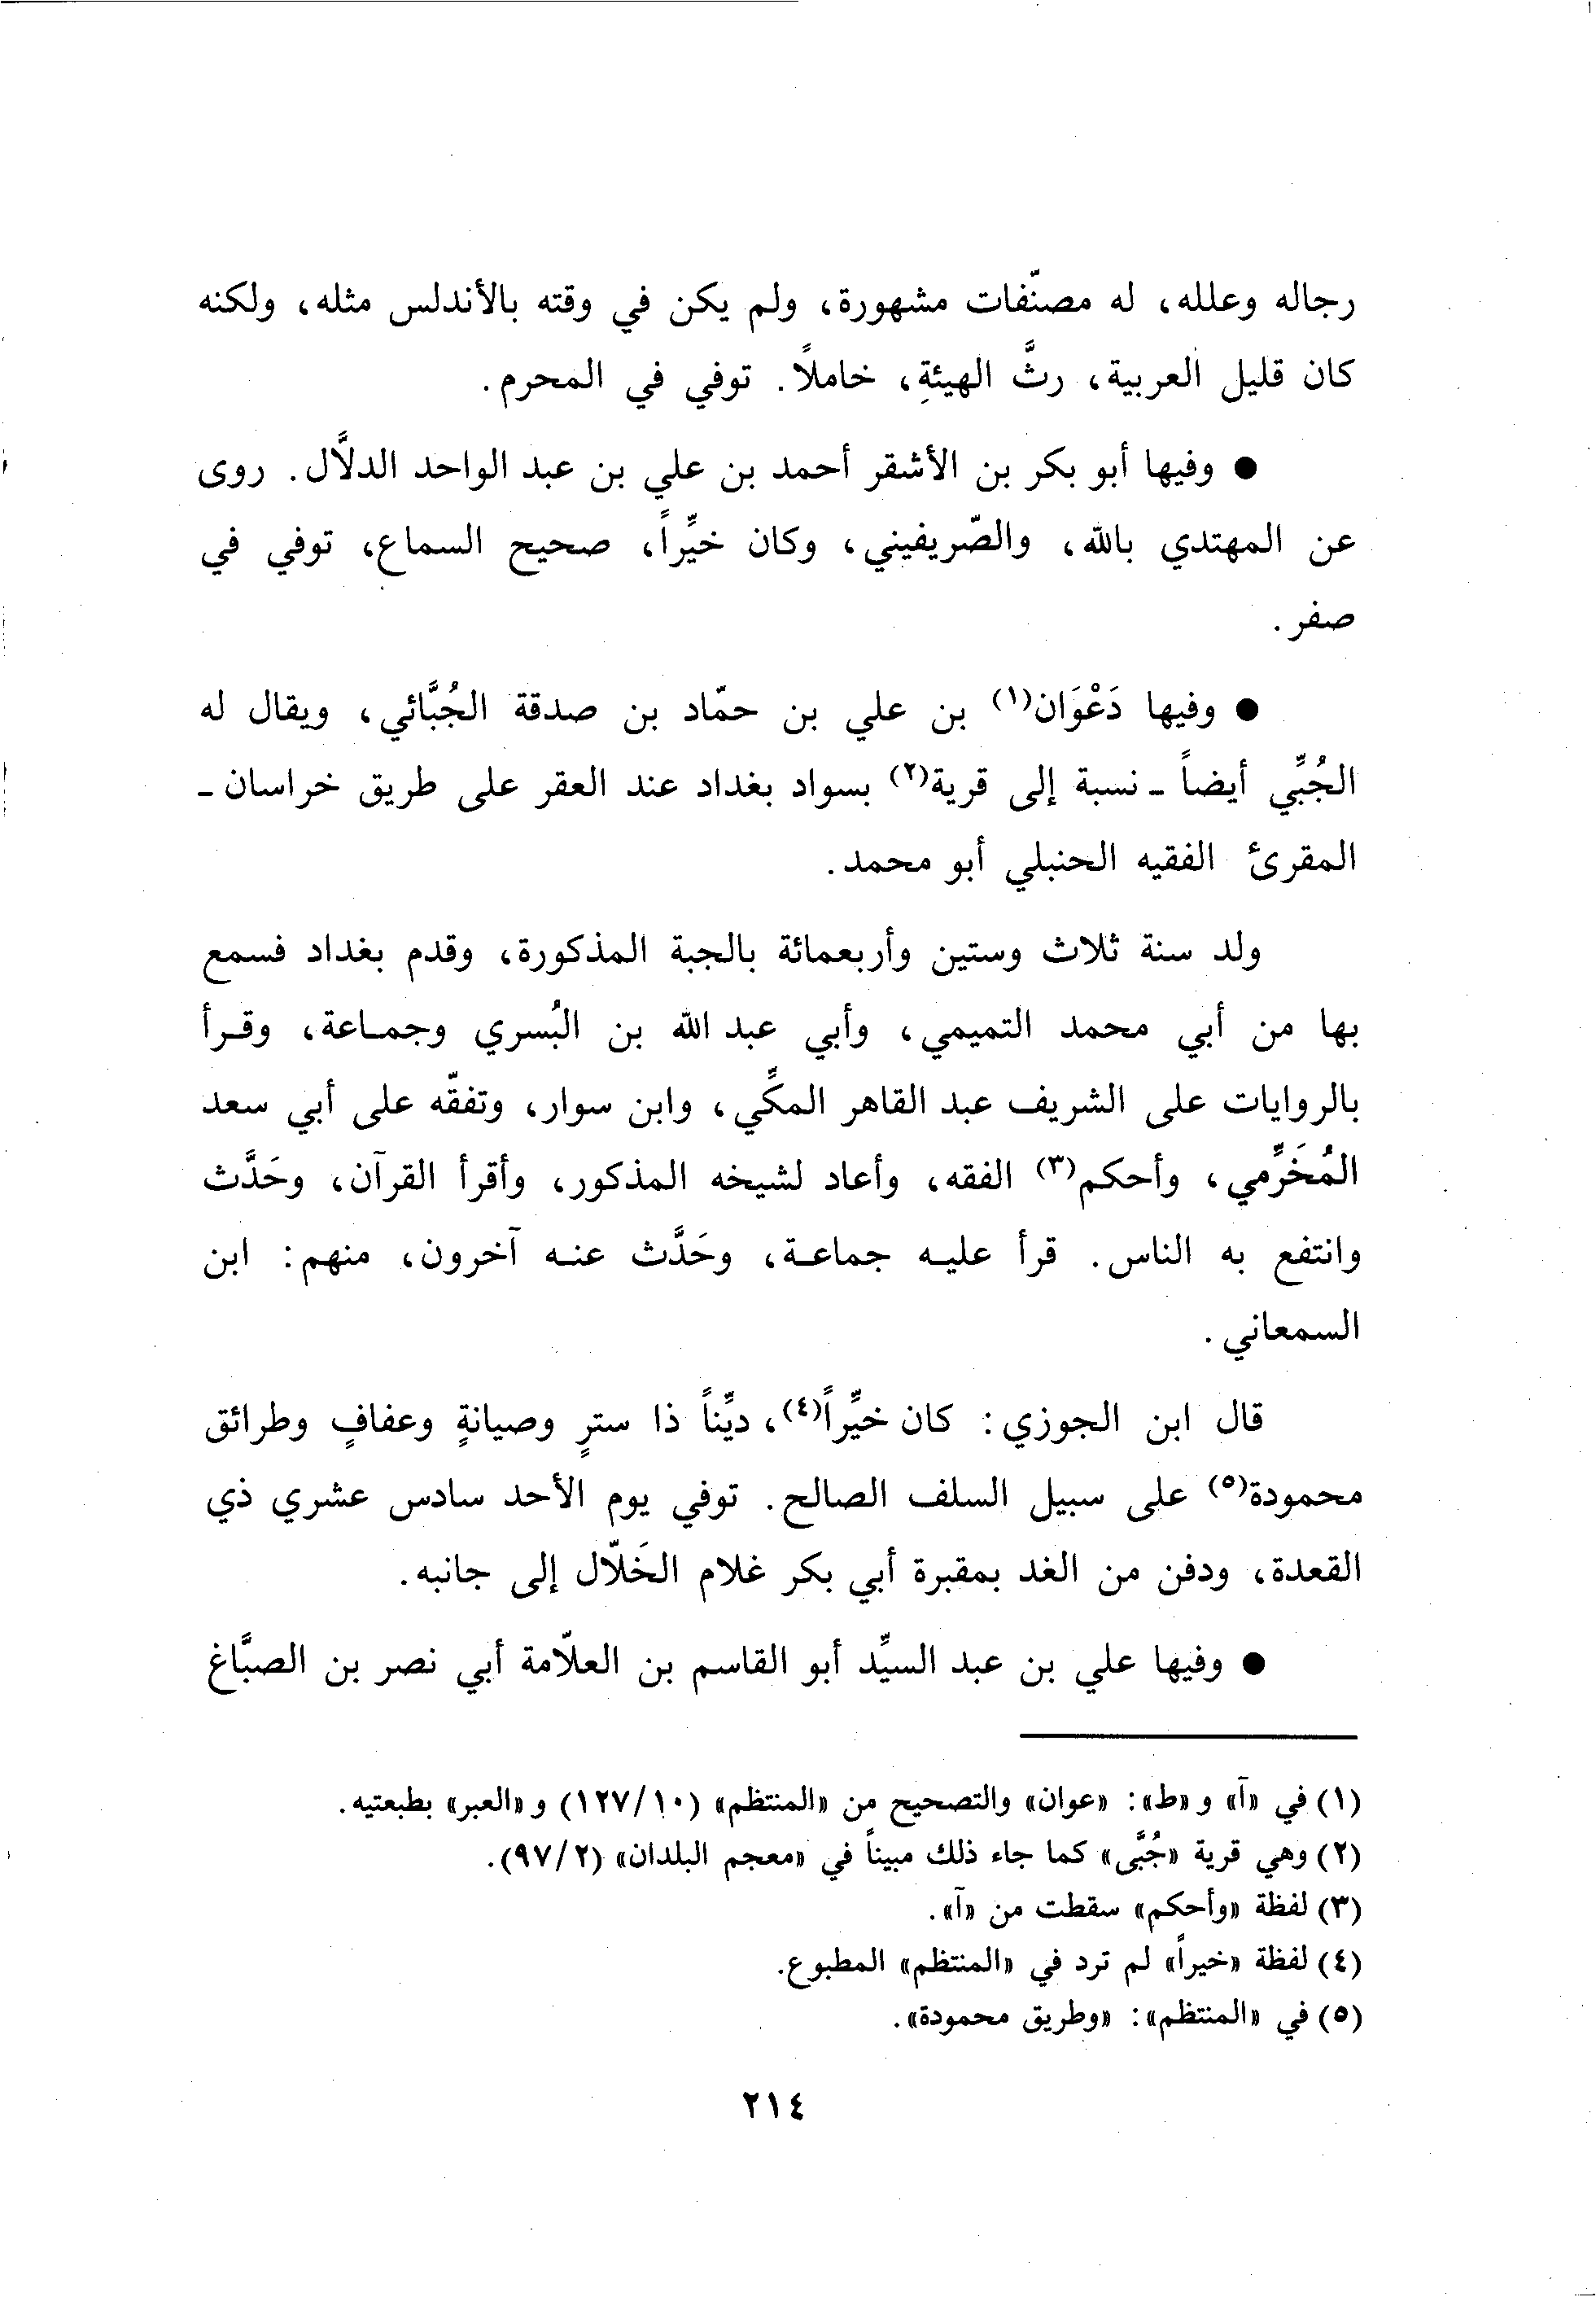 رجاله وعلله، له مصنّفات مشهورة، ولم يكن في وقته بالأندلس مثله، ولكنه
كان قليل العربية، رثَّ الهيئةِ، خاملاً. توفي في المحرم.
● وفيها أبو بكر بن الأشقر أحمد بن علي بن عبد الواحد الدلاَّل. روى
عن المهتدي بالله، والصّريفيني، وكان خيِّراً، صحيح السماع، توفي في
صفر.
● وفيها دَعْوَان(١) بن علي بن حمّاد بن صدقة الجُبَّائي، ويقال له
الجُبِّي أيضاً - نسبة إلى قرية(٢) بسواد بغداد عند العقر على طريق خراسان -
المقرئ الفقيه الحنبلي أبو محمد.
ولد سنة ثلاث وستين وأربعمائة بالجبة المذكورة، وقدم بغداد فسمع
بها من أبي محمد التميمي، وأبي عبد الله بن البُسري وجمـاعة، وقـرأ
بالروايات على الشريف عبد القاهر المكِّي، وابن سوار، وتفقّه على أبي سعد
المُخَرِّمي، وأحكم(٣) الفقه، وأعاد لشيخه المذكور، وأقرأ القرآن، وحَدَّث
وانتفع به الناس. قرأ عليـه جماعـة، وحَدَّث عنـه آخرون، منهم: ابن
السمعاني.
قال ابن الجوزي: كان خيِّراً(٤)، ديِّناً ذا سترٍ وصيانةٍ وعفافٍ وطرائق
محمودة(٥) على سبيل السلف الصالح. توفي يوم الأحد سادس عشري ذي
القعدة، ودفن من الغد بمقبرة أبي بكر غلام الخَلّال إلى جانبه.
● وفيها علي بن عبد السيِّد أبو القاسم بن العلاّمة أبي نصر بن الصبَّاغ
(١) في «آ» و«ط»: «عوان» والتصحيح من «المنتظم» (١٢٧/١٠) و«العبر» بطبعتيه.
(٢) وهي قرية «جُبَّى» كما جاء ذلك مبيناً في «معجم البلدان» (٩٧/٢).
(٣) لفظة «وأحكم» سقطت من «آ».
(٤) لفظة «خيراً» لم ترد في «المنتظم» المطبوع.
(٥) في «المنتظم»: «وطريق محمودة».
٢١٤